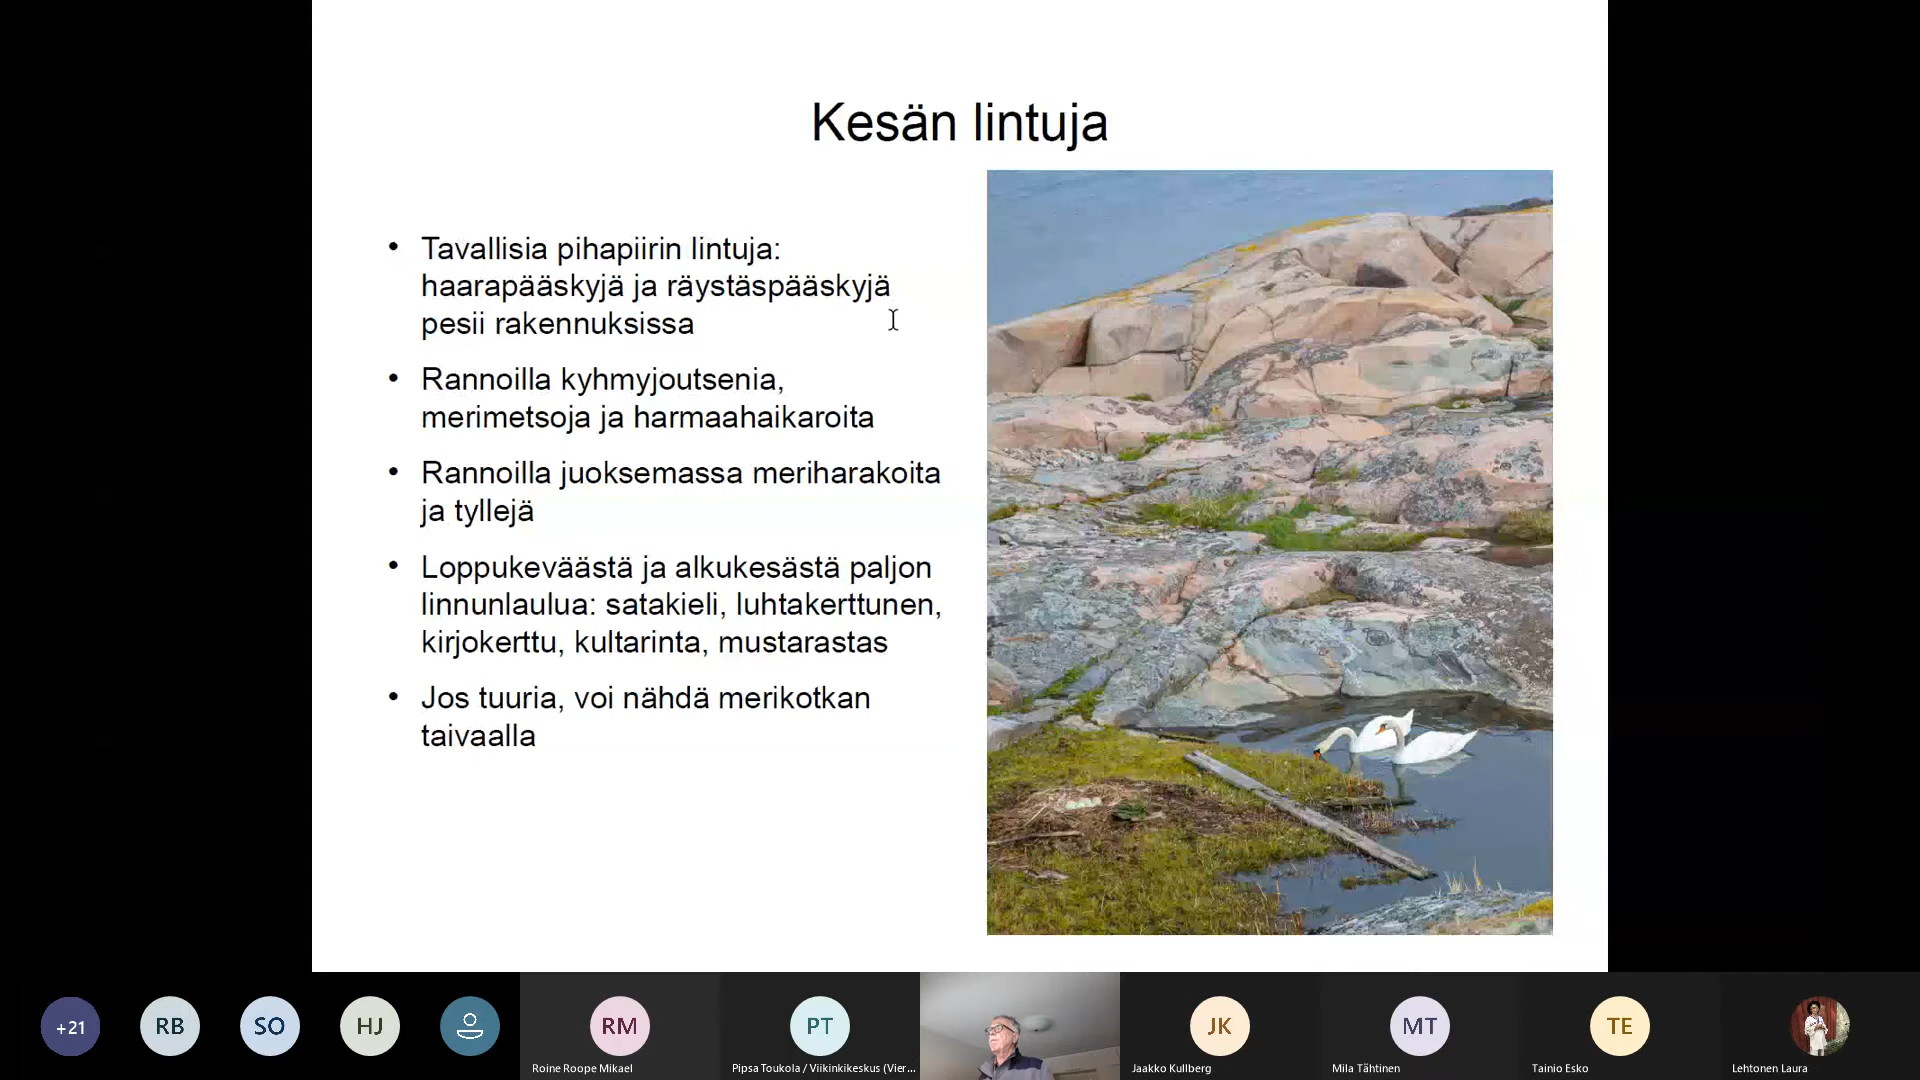 Kesän lintuja
• Tavallisia pihapiirin lintuja:
haarapääskyjä ja räystäspääskyjä
pesii rakennuksissa
• Rannoilla kyhmyjoutsenia,
merimetsoja ja harmaahaikaroita
• Rannoilla juoksemassa meriharakoita
ja tyllejä
• Loppukeväästä ja alkukesästä paljon
linnunlaulua: satakieli, luhtakerttunen,
kirjokerttu, kultarinta, mustarastas
• Jos tuuria, voi nähdä merikotkan
taivaalla
+21
RB
SO
HJ
RM
PT
JK
MT
TE
Roine Roope Mikael
Pipsa Toukola / Viikinkikeskus (Vier...
Jaakko Kullberg
Mila Tähtinen
Tainio Esko
Lehtonen Laura